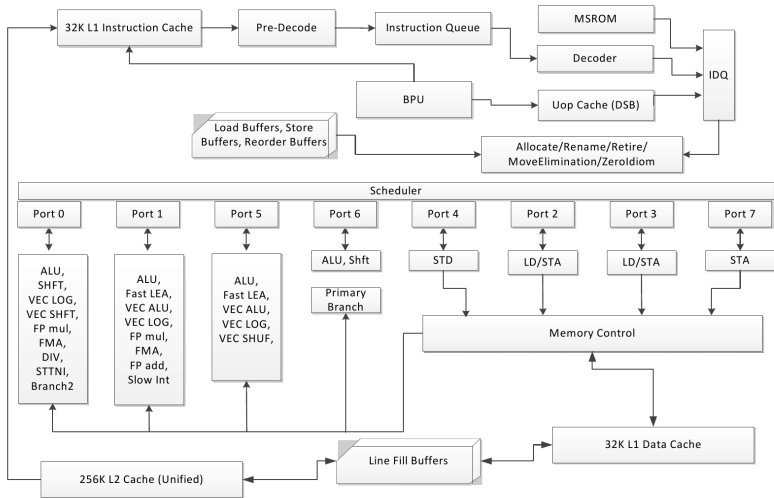 32K L1 Instruction Cache
Pre-Decode
Instruction Queue
MSROM
Decoder
IDQ
BPU
Uop Cache (DSB)
Load Buffers, Store
Buffers, Reorder Buffers
Allocate/Rename/Retire/
MoveElimination/ZeroIdiom
Scheduler
Port 0
Port 1
Port 5
Port 6
Port 4
Port 2
Port 3
Port 7
ALU,
SHFT,
VEC LOG,
VEC SHFT,
FP mul,
FMA,
DIV,
STTNI,
Branch2
ALU,
Fast LEA,
VEC ALU,
VEC LOG,
FP mul,
FMA,
FP add,
Slow Int
ALU,
Fast LEA,
VEC ALU,
VEC LOG,
VEC SHUF,
ALU, Shft
Primary
Branch
STD
LD/STA
LD/STA
STA
Memory Control
32K L1 Data Cache
Line Fill Buffers
256K L2 Cache (Unified)